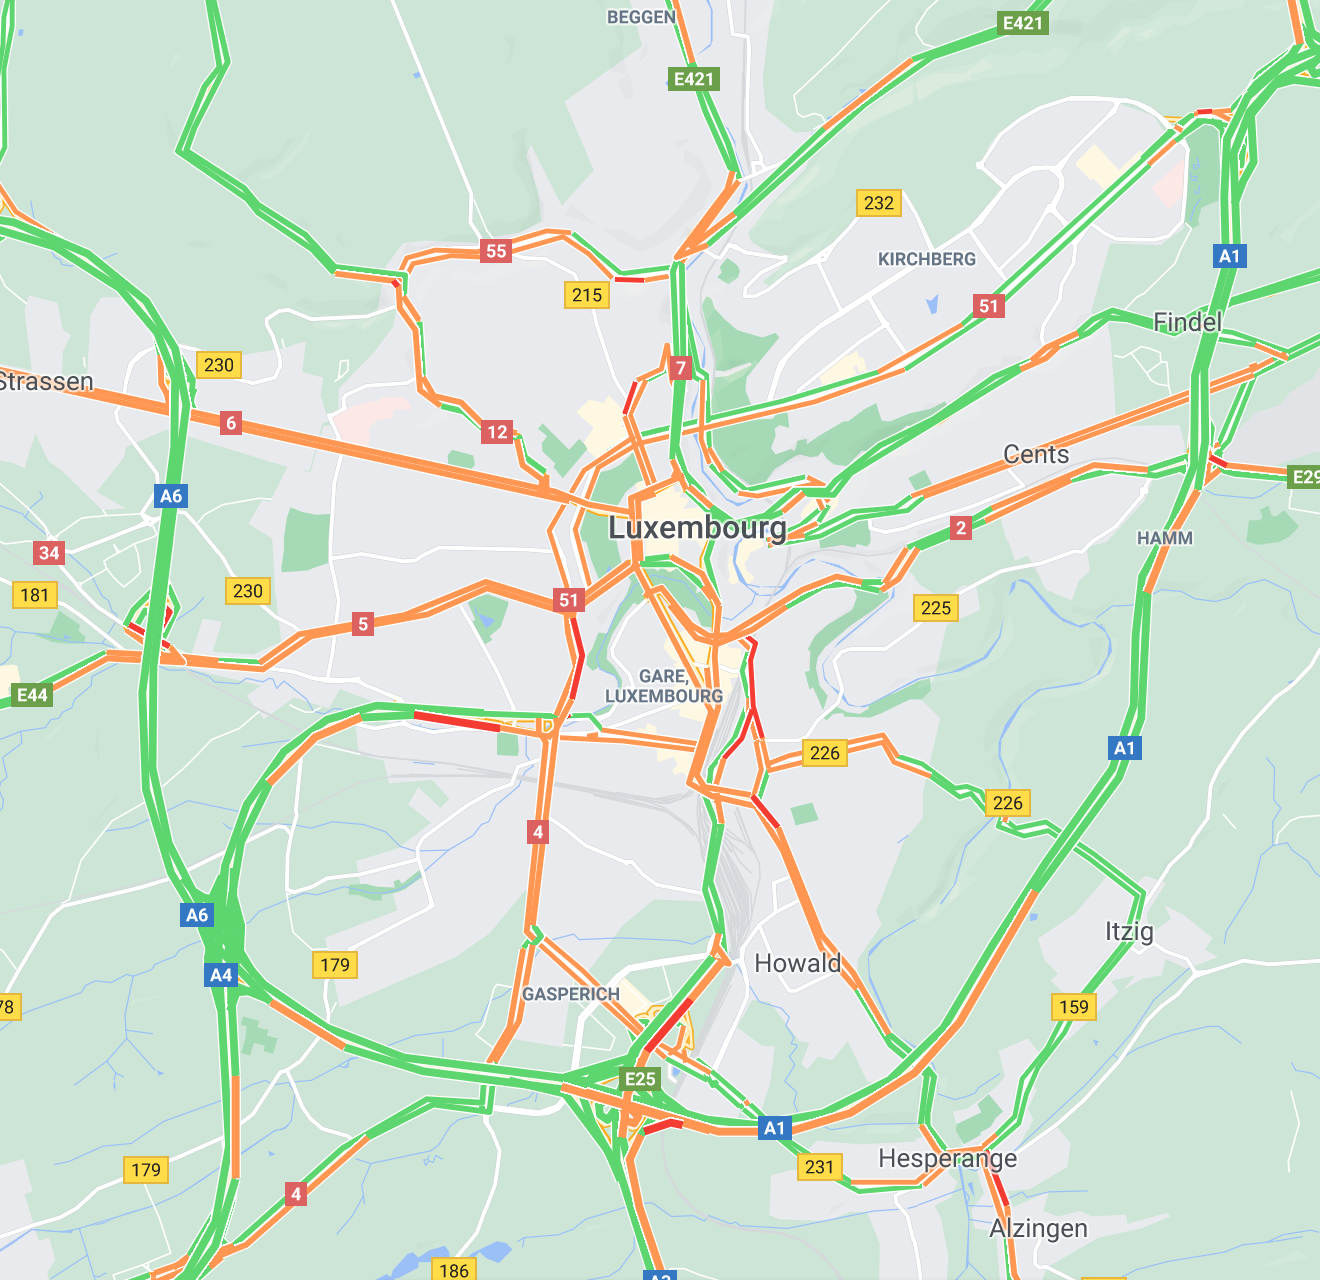 BEGGEN
E421
E421
232
55
KIRCHBERG
A1
215
51
Findel
230
7
Strassen
6
12
Cents
E29
A6
Luxembourg
2
HAMM
34
181
230
51
225
5
GARE,
LUXEMBOURG
E44
226
A1
226
4
A6
Itzig
179
A4
Howald
GASPERICH
78
159
E25
A1
231
Hesperange
179
4
Alzingen
186
A3